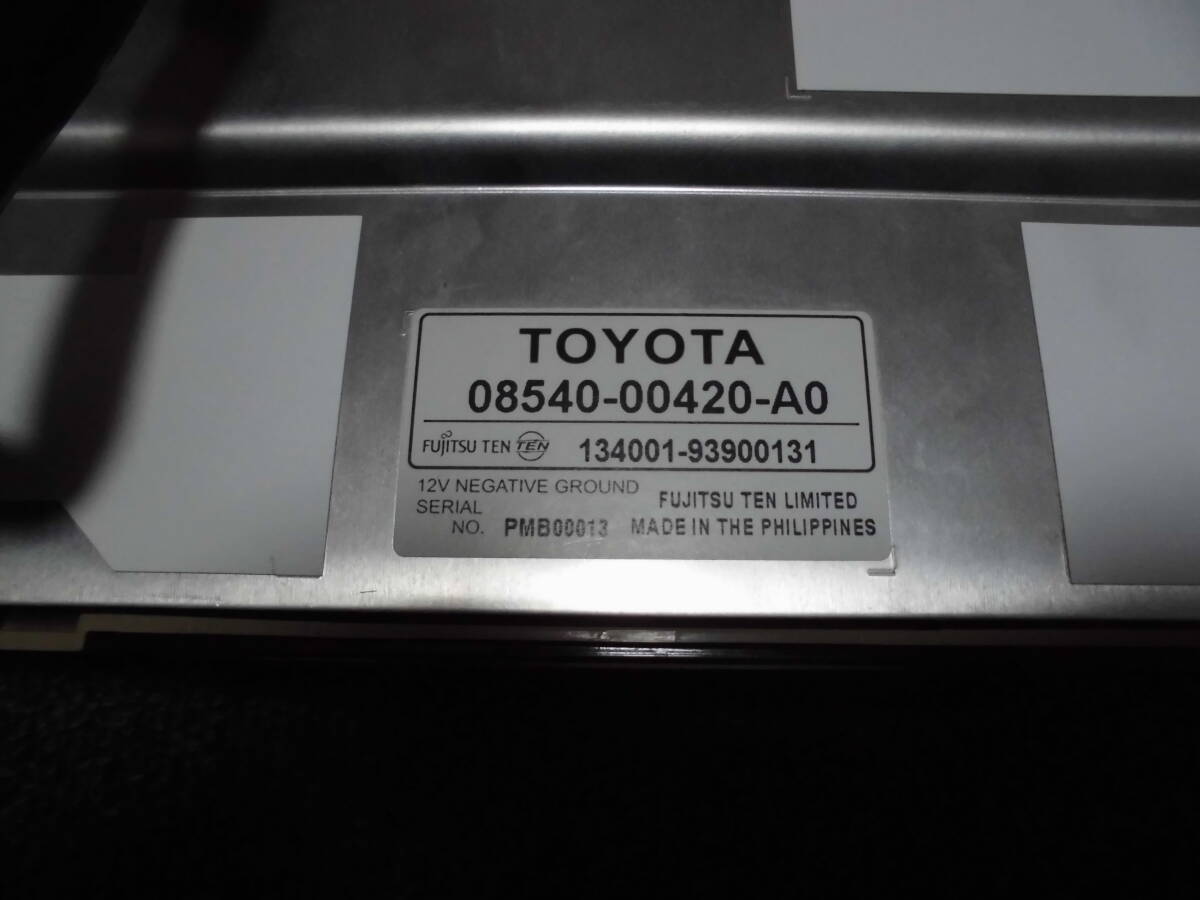 TOYOTA
08540-00420-A0
FUJITSU TEN TEN 134001-93900131
12V NEGATIVE GROUND FUJITSU TEN LIMITED
SERIAL
NO. PMB00013 MADE IN THE PHILIPPINES